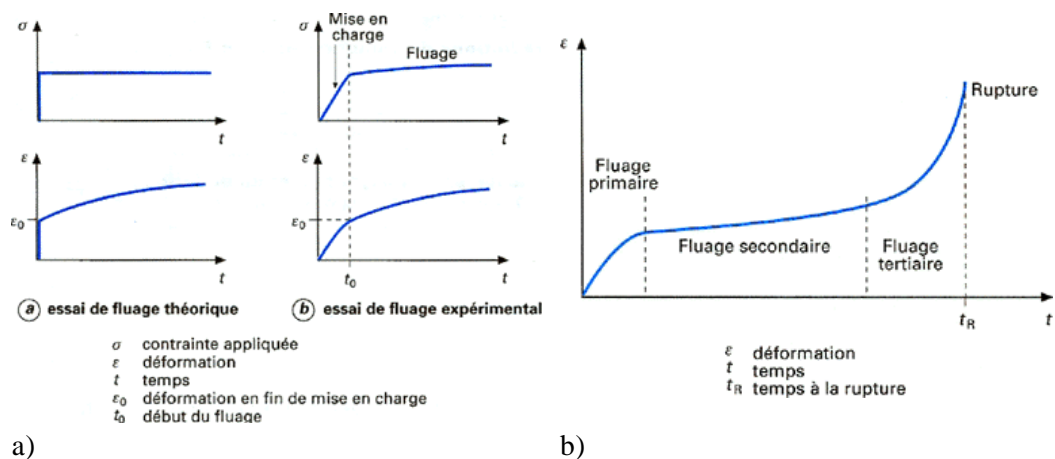 σ
t
ε
ε0
t
ⓐ essai de fluage théorique
σ
Mise en
charge
Fluage
t
ε
ε0
t0
t
ⓑ essai de fluage expérimental
σ contrainte appliquée
ε déformation
t temps
ε0 déformation en fin de mise en charge
t0 début du fluage
a)
ε
Fluage
primaire
Fluage secondaire
Fluage
tertiaire
Rupture
tR
t
ε déformation
t temps
tR temps à la rupture
b)